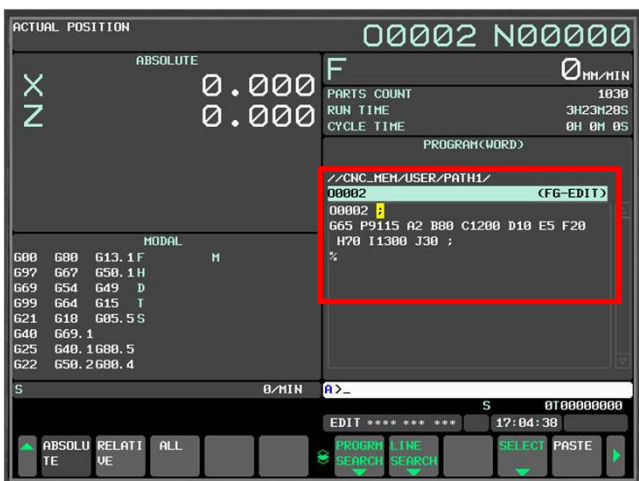 ACTUAL POSITION
O0002 N00000
ABSOLUTE
X 0.000
Z 0.000
F 0 MM/MIN
PARTS COUNT 1030
RUN TIME 3H23M28S
CYCLE TIME 0H 0M 0S
PROGRAM(WORD)
//CNC_MEM/USER/PATH1/
O0002 (FG-EDIT)
O0002 ;
G65 P9115 A2 B80 C1200 D10 E5 F20
H70 I1300 J30 ;
%
MODAL
G00 G80 G13.1 F M
G97 G67 G50.1 H
G69 G54 G49 D
G99 G64 G15 T
G21 G18 G05.5 S
G40 G69.1
G25 G40.1 G80.5
G22 G50.2 G80.4
S 0/MIN
A>_
S 0T00000000
EDIT **** *** *** 17:04:38
ABSOLU
TE
RELATI
VE
ALL
PROGRM
SEARCH
LINE
SEARCH
SELECT
PASTE